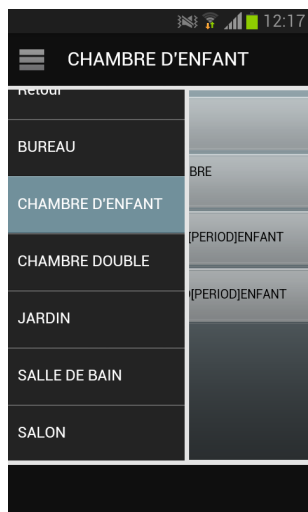 12:17
CHAMBRE D'ENFANT
Retour
BUREAU
BRE
CHAMBRE D'ENFANT
[PERIOD]ENFANT
CHAMBRE DOUBLE
[PERIOD]ENFANT
JARDIN
SALLE DE BAIN
SALON